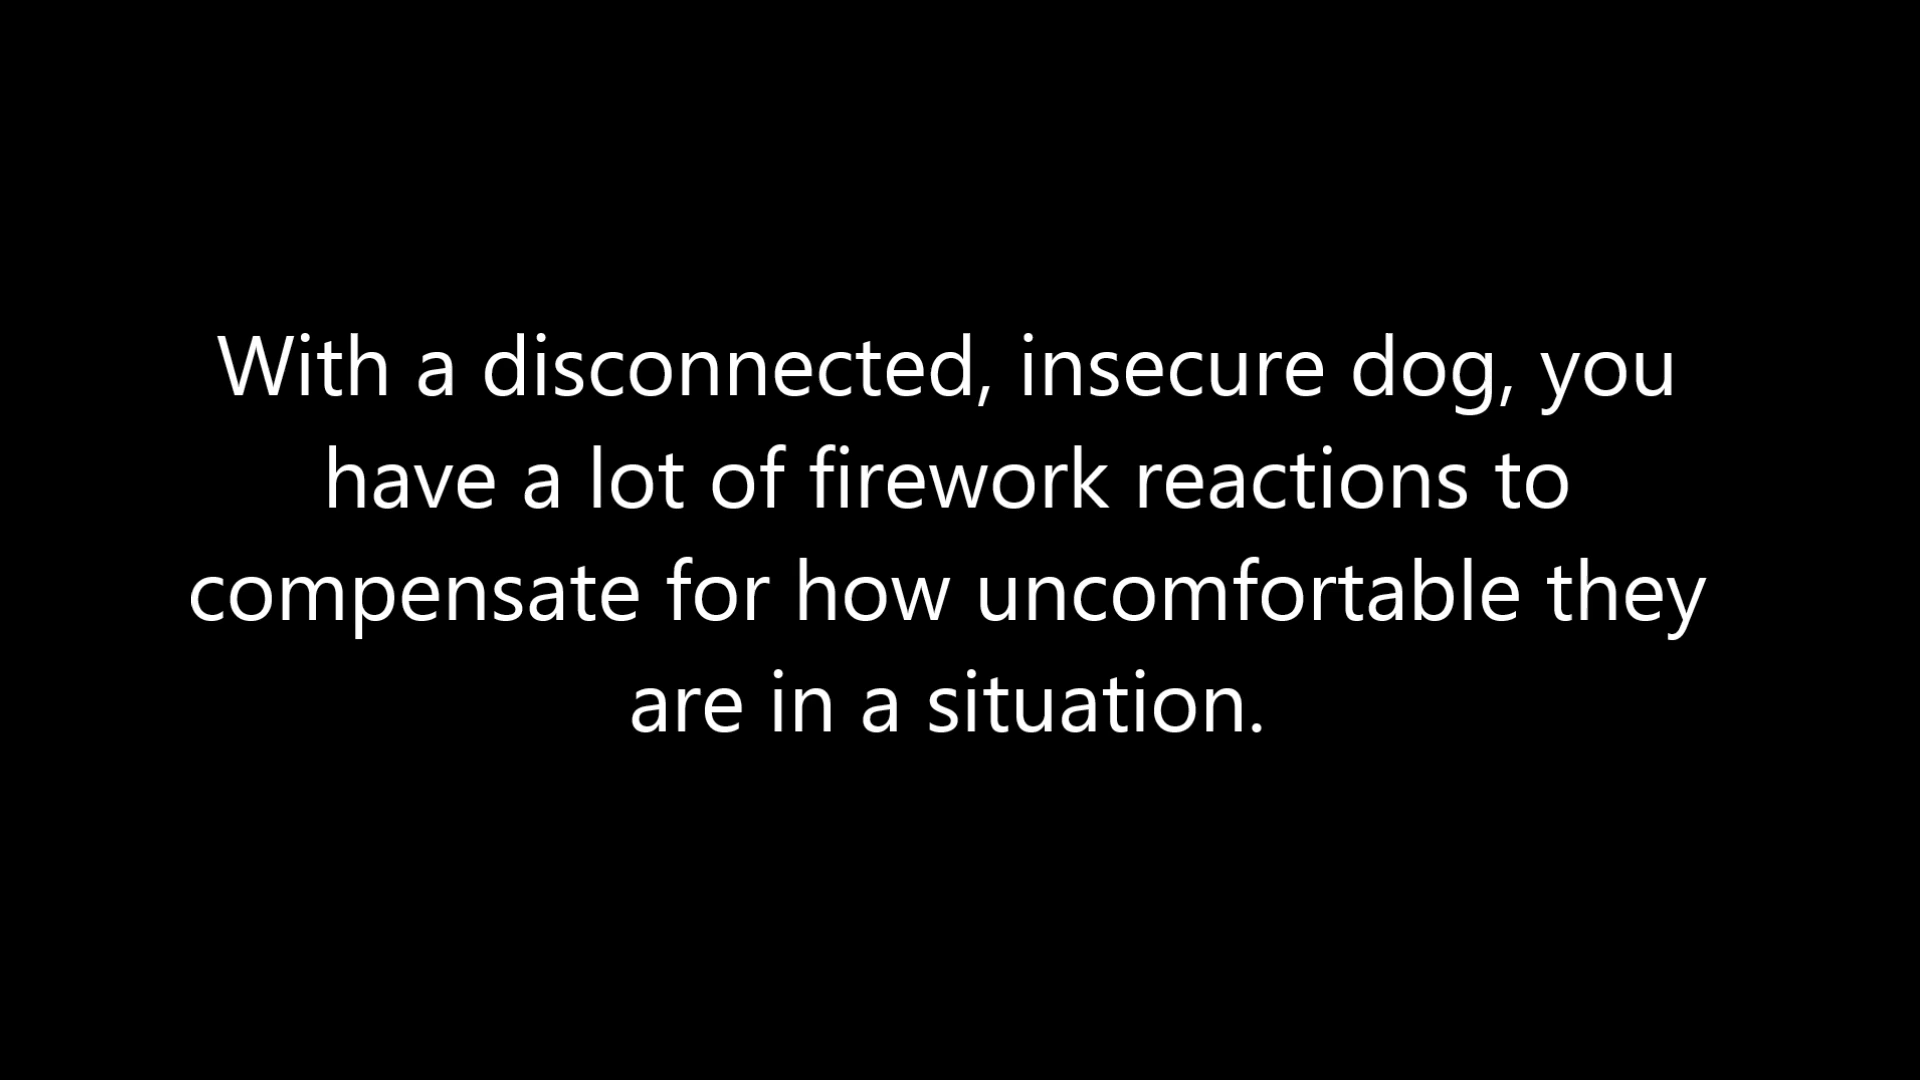 With a disconnected, insecure dog, you
have a lot of firework reactions to
compensate for how uncomfortable they
are in a situation.